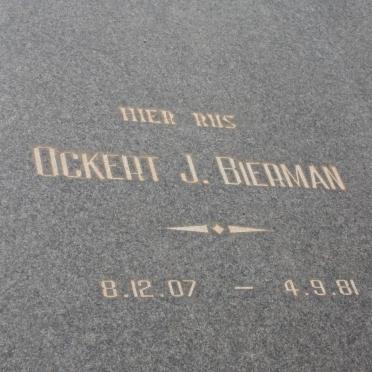 HIER RUS
OCKERT J. BIERMAN
8.12.07 – 4.9.81